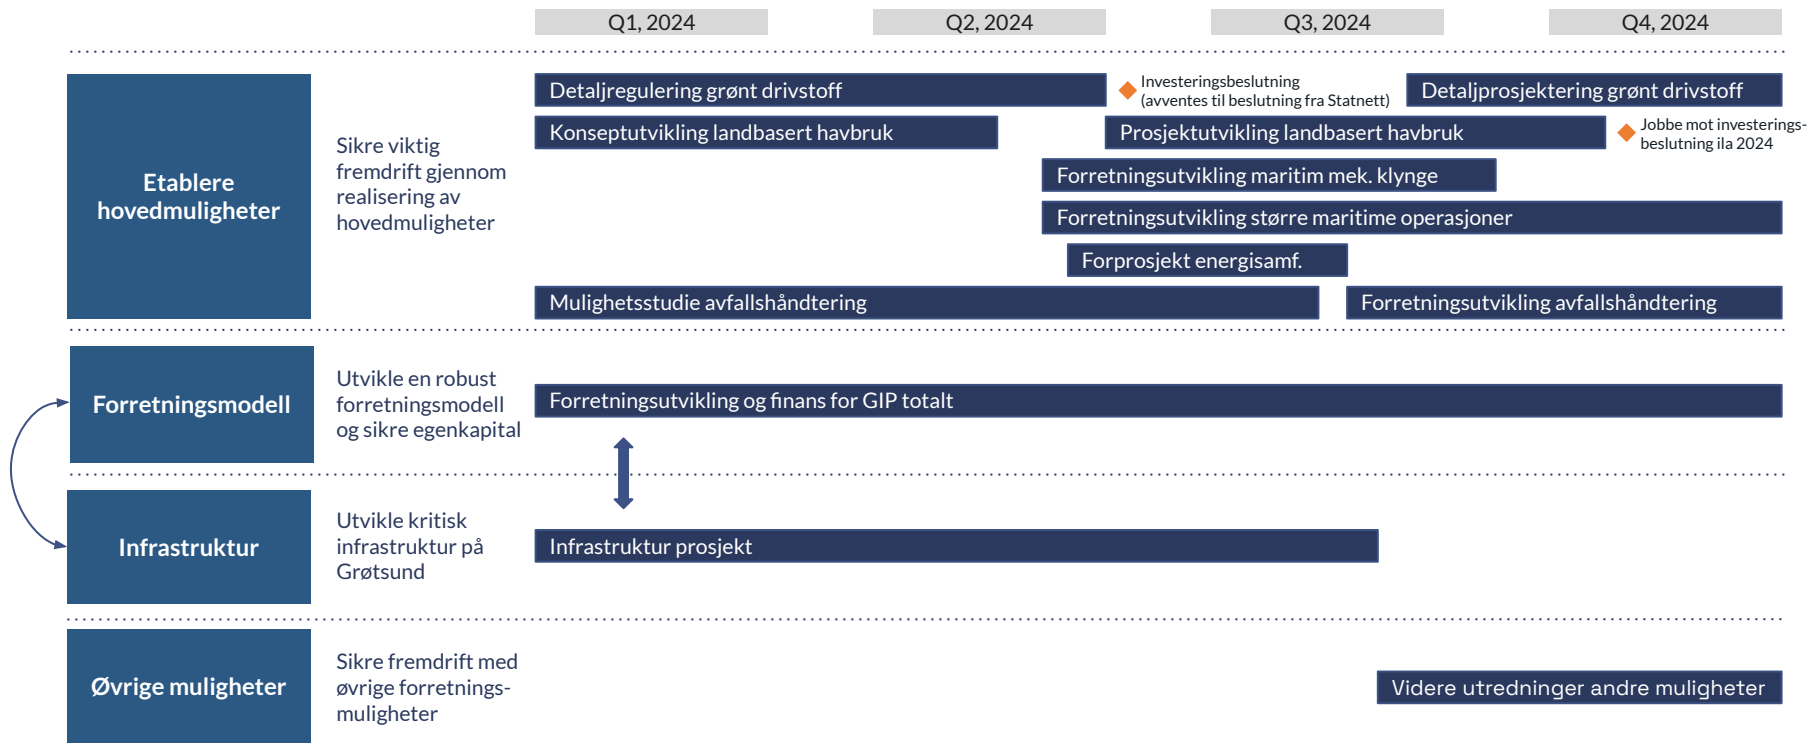 Q1, 2024
Q2, 2024
Q3, 2024
Q4, 2024
Etablere
hovedmuligheter
Sikre viktig
fremdrift gjennom
realisering av
hovedmuligheter
Detaljregulering grønt drivstoff
Investeringsbeslutning
(avventes til beslutning fra Statnett)
Detaljprosjektering grønt drivstoff
Konseptutvikling landbasert havbruk
Prosjektutvikling landbasert havbruk
Jobbe mot investerings-
beslutning ila 2024
Forretningsutvikling maritim mek. klynge
Forretningsutvikling større maritime operasjoner
Forprosjekt energisamf.
Mulighetsstudie avfallshåndtering
Forretningsutvikling avfallshåndtering
Forretningsmodell
Utvikle en robust
forretningsmodell
og sikre egenkapital
Forretningsutvikling og finans for GIP totalt
Infrastruktur
Utvikle kritisk
infrastruktur på
Grøtsund
Infrastruktur prosjekt
Øvrige muligheter
Sikre fremdrift med
øvrige forretnings-
muligheter
Videre utredninger andre muligheter